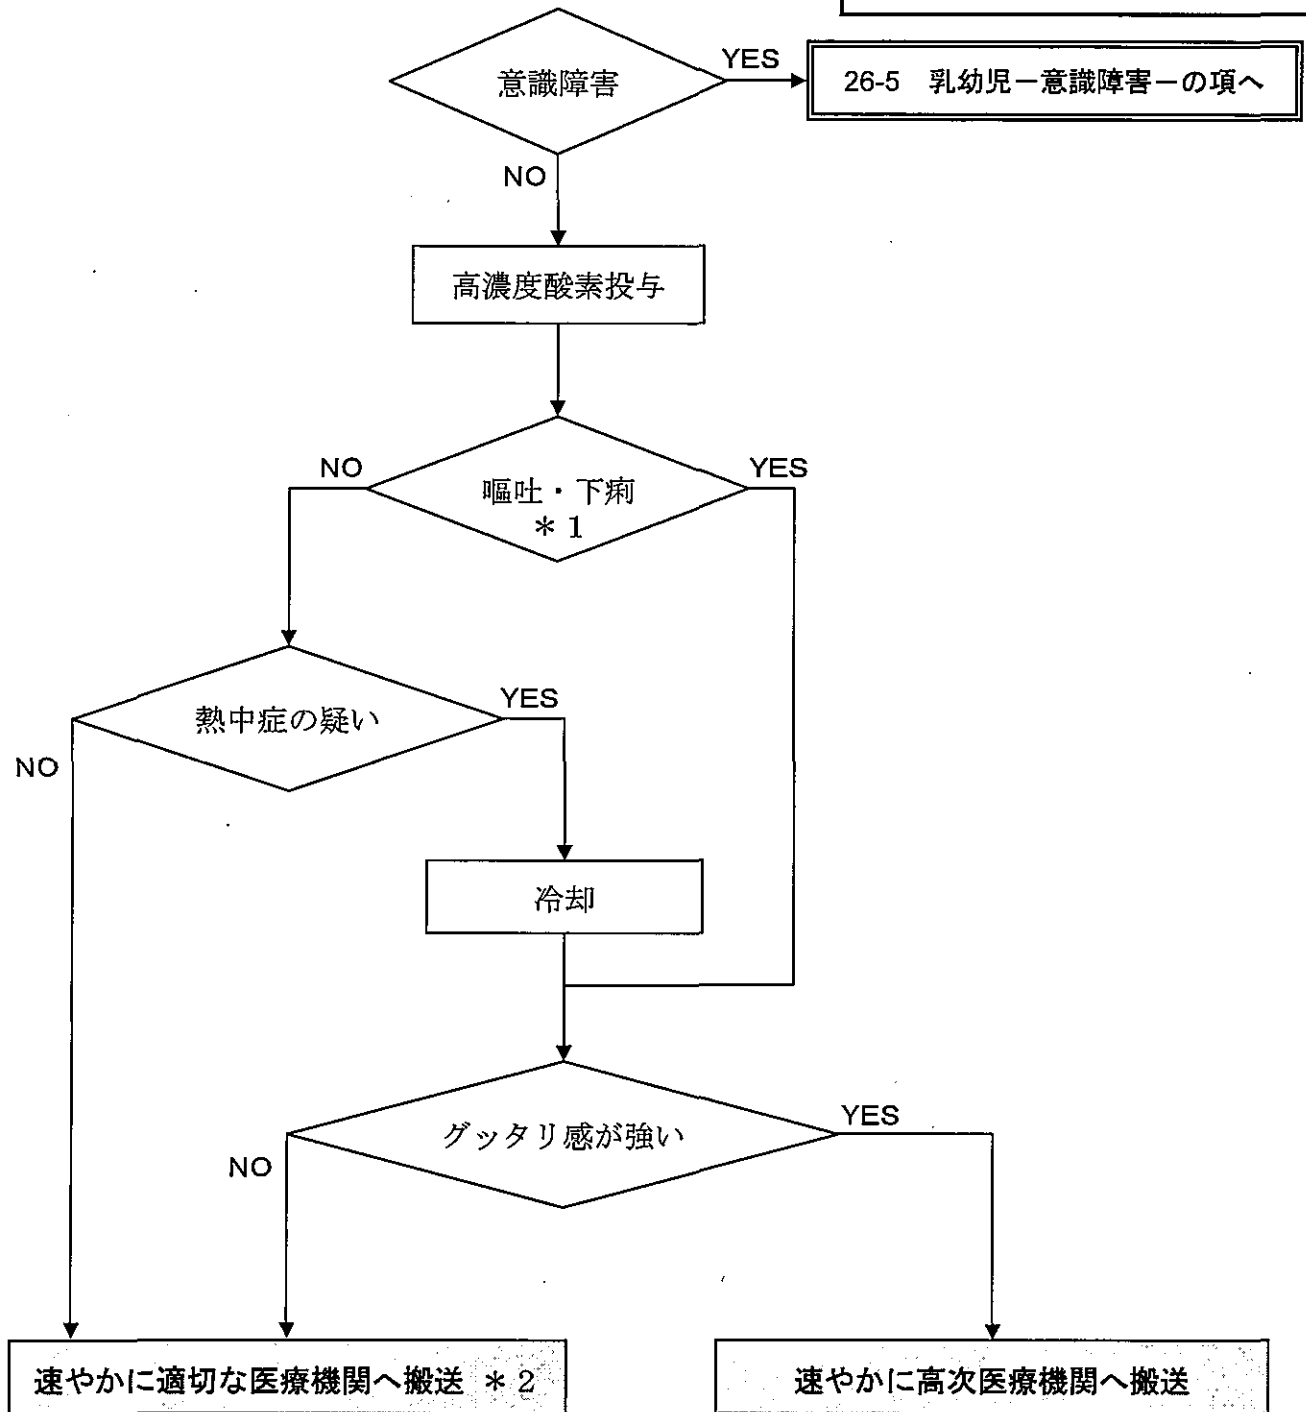 意識障害
YES
26-5 乳幼児－意識障害－の項へ
NO
高濃度酸素投与
NO
YES
嘔吐・下痢
＊1
熱中症の疑い
YES
NO
冷却
グッタリ感が強い
YES
NO
速やかに適切な医療機関へ搬送 ＊2
速やかに高次医療機関へ搬送